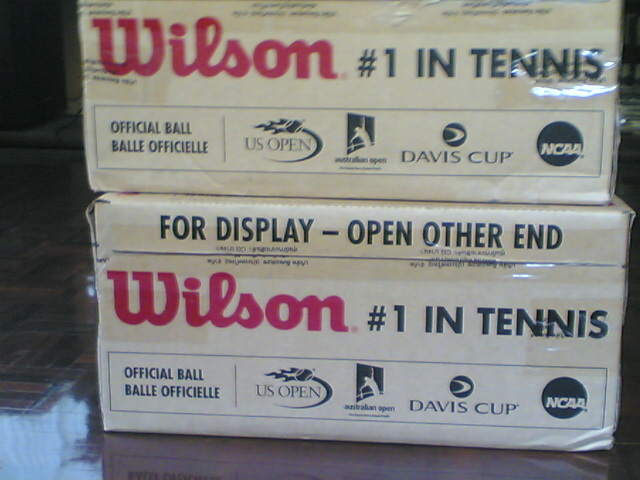 Wilson #1 IN TENNIS
OFFICIAL BALL
BALLE OFFICIELLE
US OPEN
australian open
DAVIS CUP
NCAA
FOR DISPLAY – OPEN OTHER END
Wilson #1 IN TENNIS
OFFICIAL BALL
BALLE OFFICIELLE
US OPEN
australian open
DAVIS CUP
NCAA